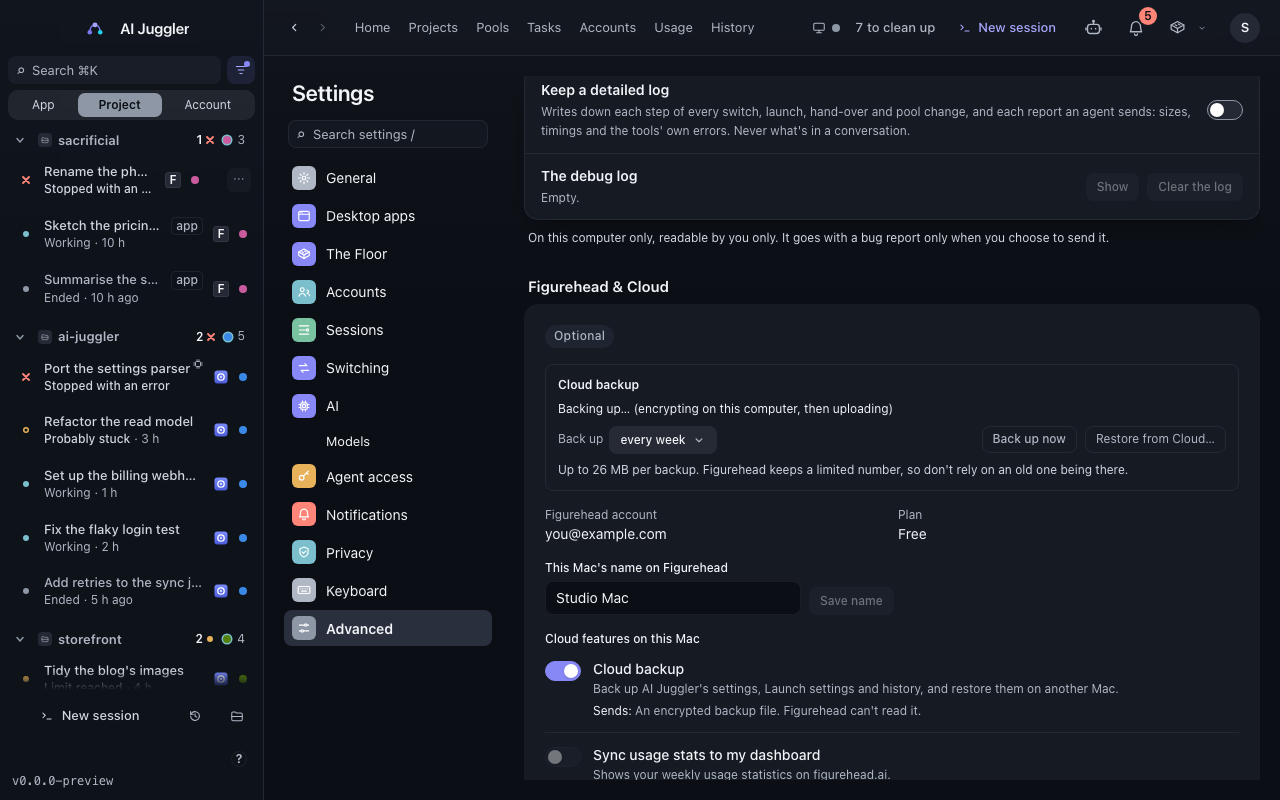 AI Juggler
Search ⌘K
App Project Account
sacrificial 1 3
Rename the ph...
Stopped with an ... F
Sketch the pricin... app F
Working · 10 h
Summarise the s... app F
Ended · 10 h ago
ai-juggler 2 5
Port the settings parser
Stopped with an error
Refactor the read model
Probably stuck · 3 h
Set up the billing webh...
Working · 1 h
Fix the flaky login test
Working · 2 h
Add retries to the sync j...
Ended · 5 h ago
storefront 2 4
Tidy the blog's images
Limit reached · 4 h
New session
?
v0.0.0-preview
Home Projects Pools Tasks Accounts Usage History
7 to clean up
New session
5
S
Settings
Search settings /
General
Desktop apps
The Floor
Accounts
Sessions
Switching
AI
Models
Agent access
Notifications
Privacy
Keyboard
Advanced
Keep a detailed log
Writes down each step of every switch, launch, hand-over and pool change, and each report an agent sends: sizes,
timings and the tools' own errors. Never what's in a conversation.
The debug log
Empty.
Show Clear the log
On this computer only, readable by you only. It goes with a bug report only when you choose to send it.
Figurehead & Cloud
Optional
Cloud backup
Backing up... (encrypting on this computer, then uploading)
Back up every week Back up now Restore from Cloud...
Up to 26 MB per backup. Figurehead keeps a limited number, so don't rely on an old one being there.
Figurehead account Plan
you@example.com Free
This Mac's name on Figurehead
Studio Mac Save name
Cloud features on this Mac
Cloud backup
Back up AI Juggler's settings, Launch settings and history, and restore them on another Mac.
Sends: An encrypted backup file. Figurehead can't read it.
Sync usage stats to my dashboard
Shows your weekly usage statistics on figurehead.ai.